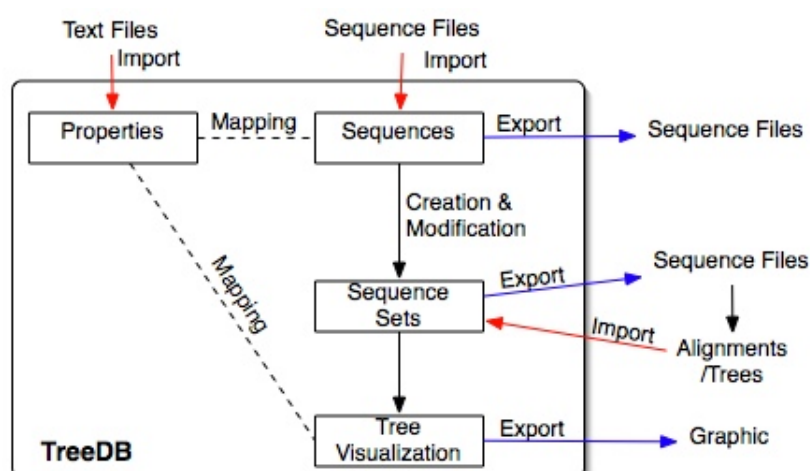 Text Files
Sequence Files
Import
Import
Properties
Mapping
Sequences
Export
Sequence Files
Creation &
Modification
Mapping
Sequence
Sets
Export
Sequence Files
Import
Alignments
/Trees
Tree
Visualization
Export
Graphic
TreeDB